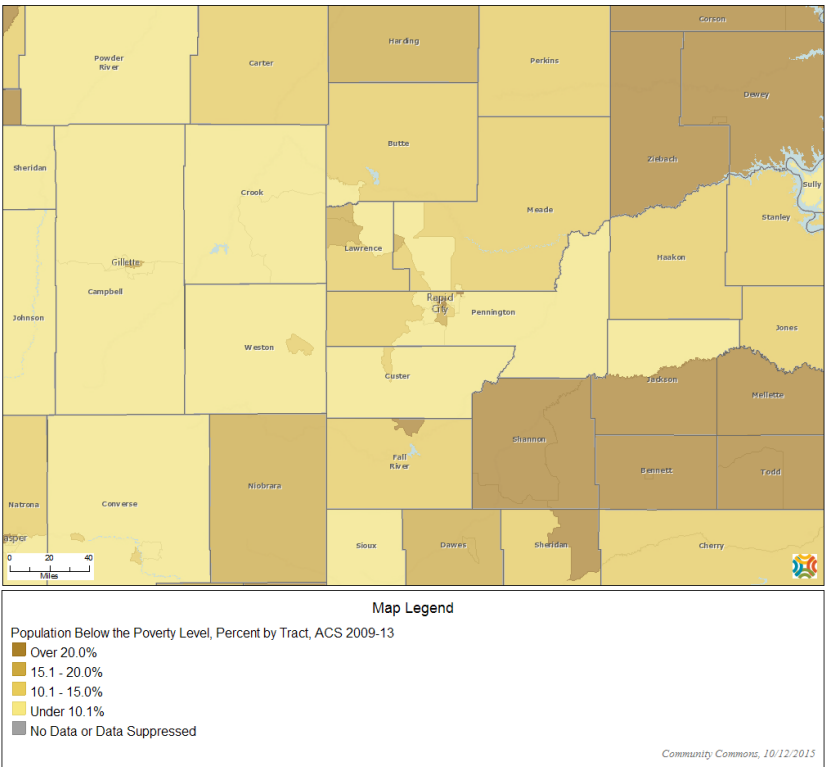 Corson
Powder
River
Carter
Harding
Perkins
Dewey
Butte
Ziebach
Sheridan
Crook
Meade
Sully
Stanley
Lawrence
Haakon
Gillette
Campbell
Johnson
Rapid
City
Pennington
Jones
Weston
Custer
Jackson
Mellette
Shannon
Fall
River
Bennett
Todd
Niobrara
Natrona
Converse
asper
Sioux
Dawes
Sheridan
Cherry
0 20 40
Miles
Map Legend
Population Below the Poverty Level, Percent by Tract, ACS 2009-13
Over 20.0%
15.1 - 20.0%
10.1 - 15.0%
Under 10.1%
No Data or Data Suppressed
Community Commons, 10/12/2015